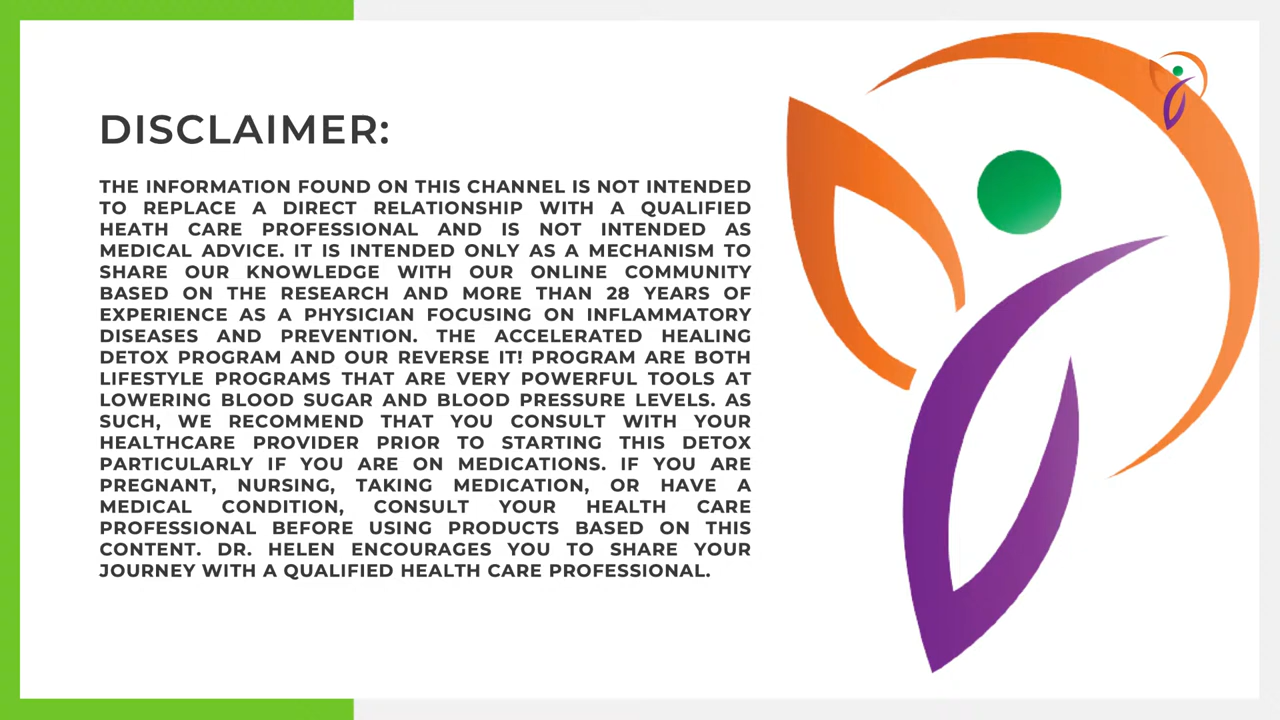 DISCLAIMER:
THE INFORMATION FOUND ON THIS CHANNEL IS NOT INTENDED
TO REPLACE A DIRECT RELATIONSHIP WITH A QUALIFIED
HEATH CARE PROFESSIONAL AND IS NOT INTENDED AS
MEDICAL ADVICE. IT IS INTENDED ONLY AS A MECHANISM TO
SHARE OUR KNOWLEDGE WITH OUR ONLINE COMMUNITY
BASED ON THE RESEARCH AND MORE THAN 28 YEARS OF
EXPERIENCE AS A PHYSICIAN FOCUSING ON INFLAMMATORY
DISEASES AND PREVENTION. THE ACCELERATED HEALING
DETOX PROGRAM AND OUR REVERSE IT! PROGRAM ARE BOTH
LIFESTYLE PROGRAMS THAT ARE VERY POWERFUL TOOLS AT
LOWERING BLOOD SUGAR AND BLOOD PRESSURE LEVELS. AS
SUCH, WE RECOMMEND THAT YOU CONSULT WITH YOUR
HEALTHCARE PROVIDER PRIOR TO STARTING THIS DETOX
PARTICULARLY IF YOU ARE ON MEDICATIONS. IF YOU ARE
PREGNANT, NURSING, TAKING MEDICATION, OR HAVE A
MEDICAL CONDITION, CONSULT YOUR HEALTH CARE
PROFESSIONAL BEFORE USING PRODUCTS BASED ON THIS
CONTENT. DR. HELEN ENCOURAGES YOU TO SHARE YOUR
JOURNEY WITH A QUALIFIED HEALTH CARE PROFESSIONAL.